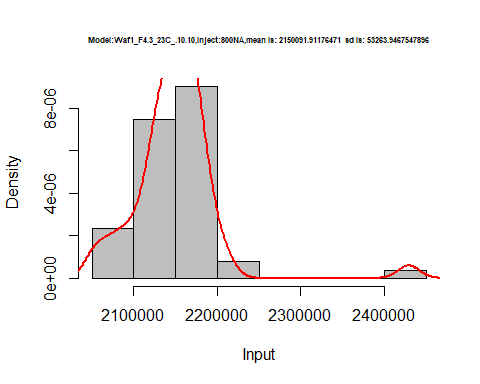 Model:Waf1_F4.3_23C_.10.10,Inject:800NA,mean is: 2150091.91176471  sd is: 53263.9467547896
8e-06
4e-06
0e+00
Density
2100000 2200000 2300000 2400000
Input